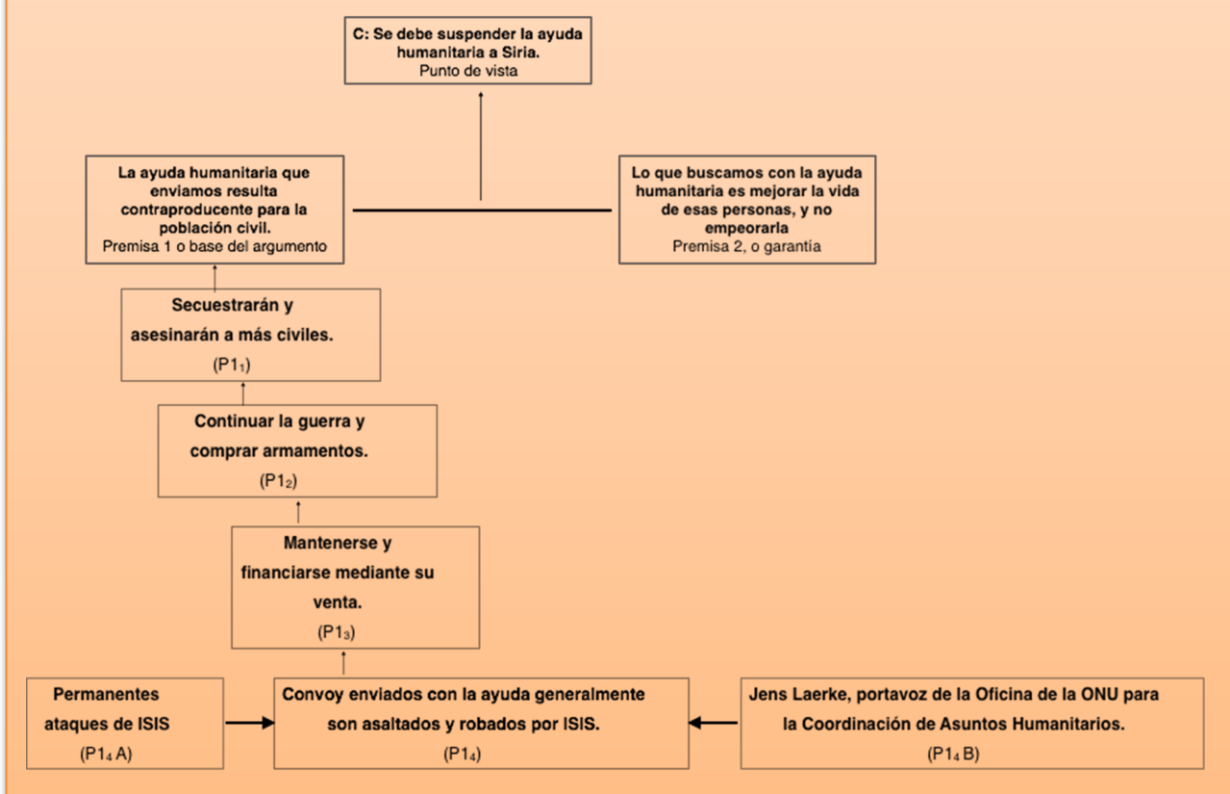 C: Se debe suspender la ayuda
humanitaria a Siria.
Punto de vista
La ayuda humanitaria que
enviamos resulta
contraproducente para la
población civil.
Premisa 1 o base del argumento
Lo que buscamos con la ayuda
humanitaria es mejorar la vida
de esas personas, y no
empeorarla
Premisa 2, o garantía
Secuestrarán y
asesinarán a más civiles.
(P1₁)
Continuar la guerra y
comprar armamentos.
(P1₂)
Mantenerse y
financiarse mediante su
venta.
(P1₃)
Permanentes
ataques de ISIS
(P1₄ A)
Convoy enviados con la ayuda generalmente
son asaltados y robados por ISIS.
(P1₄)
Jens Laerke, portavoz de la Oficina de la ONU para
la Coordinación de Asuntos Humanitarios.
(P1₄ B)